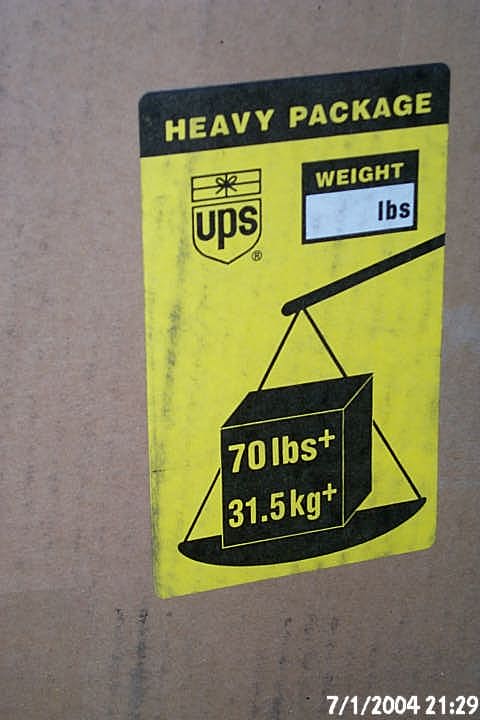 HEAVY PACKAGE
ups
®
WEIGHT
lbs
70 lbs+
31.5 kg+
7/1/2004 21:29